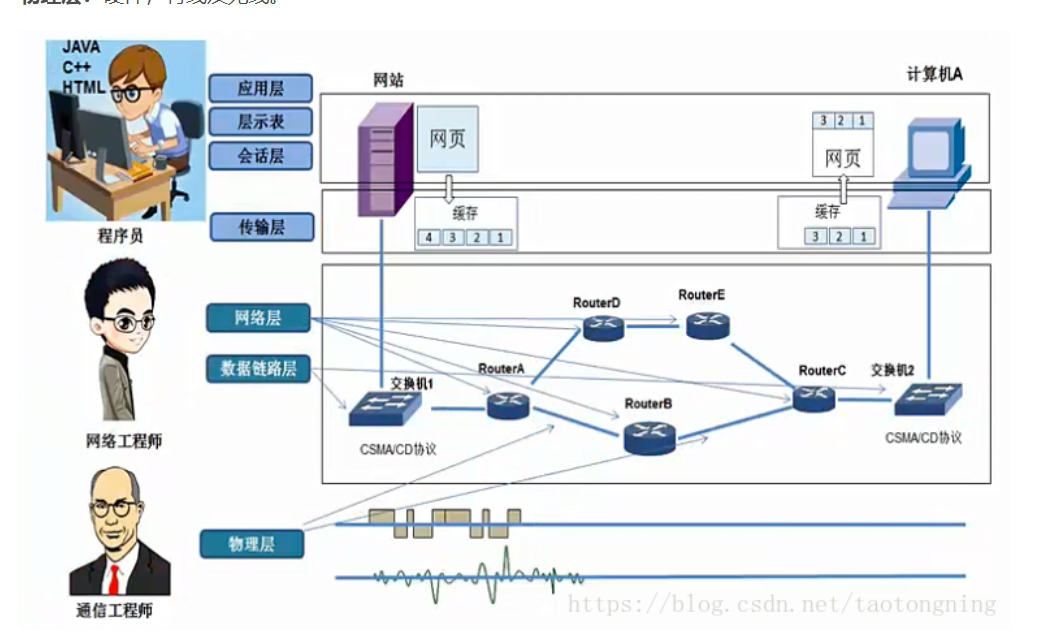 物理层：硬件，有线及无线。
JAVA
C++
HTML
程序员
应用层
层示表
会话层
传输层
网站
网页
缓存
4 3 2 1
计算机A
3 2 1
网页
缓存
3 2 1
网络工程师
网络层
数据链路层
RouterD
RouterE
RouterA
RouterB
RouterC
交换机1
交换机2
CSMA/CD协议
CSMA/CD协议
通信工程师
物理层
https://blog.csdn.net/taotongning